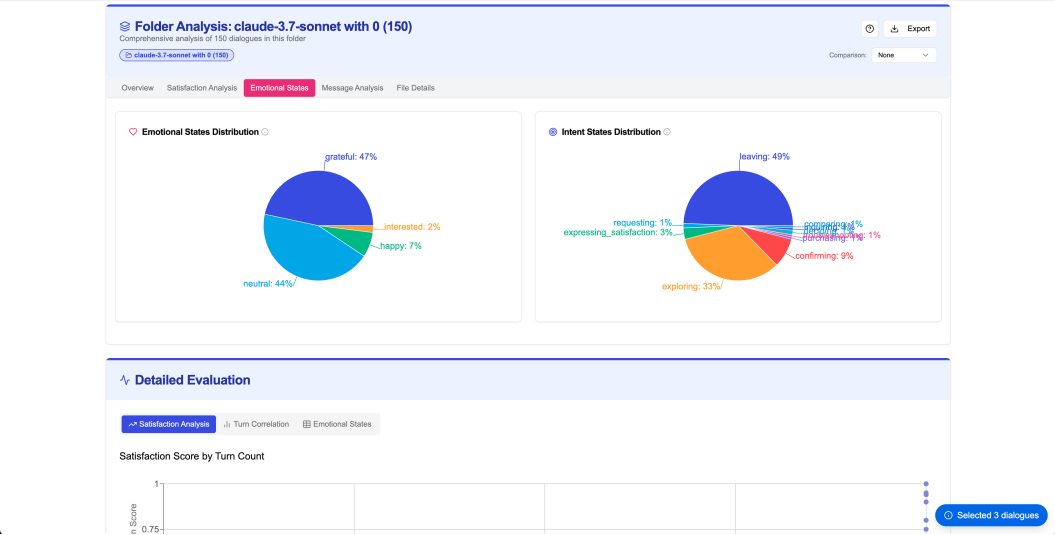 Folder Analysis: claude-3.7-sonnet with 0 (150)
Comprehensive analysis of 150 dialogues in this folder
claude-3.7-sonnet with 0 (150)
Export
Comparison: None
Overview Satisfaction Analysis Emotional States Message Analysis File Details
Emotional States Distribution
grateful: 47%
interested: 2%
happy: 7%
neutral: 44%
Intent States Distribution
leaving: 49%
requesting: 1%
comparing: 1%
expressing_satisfaction: 3%
troubleshooting: 1%
purchasing: 1%
confirming: 9%
exploring: 33%
Detailed Evaluation
Satisfaction Analysis Turn Correlation Emotional States
Satisfaction Score by Turn Count
1
0.75
n Score
Selected 3 dialogues